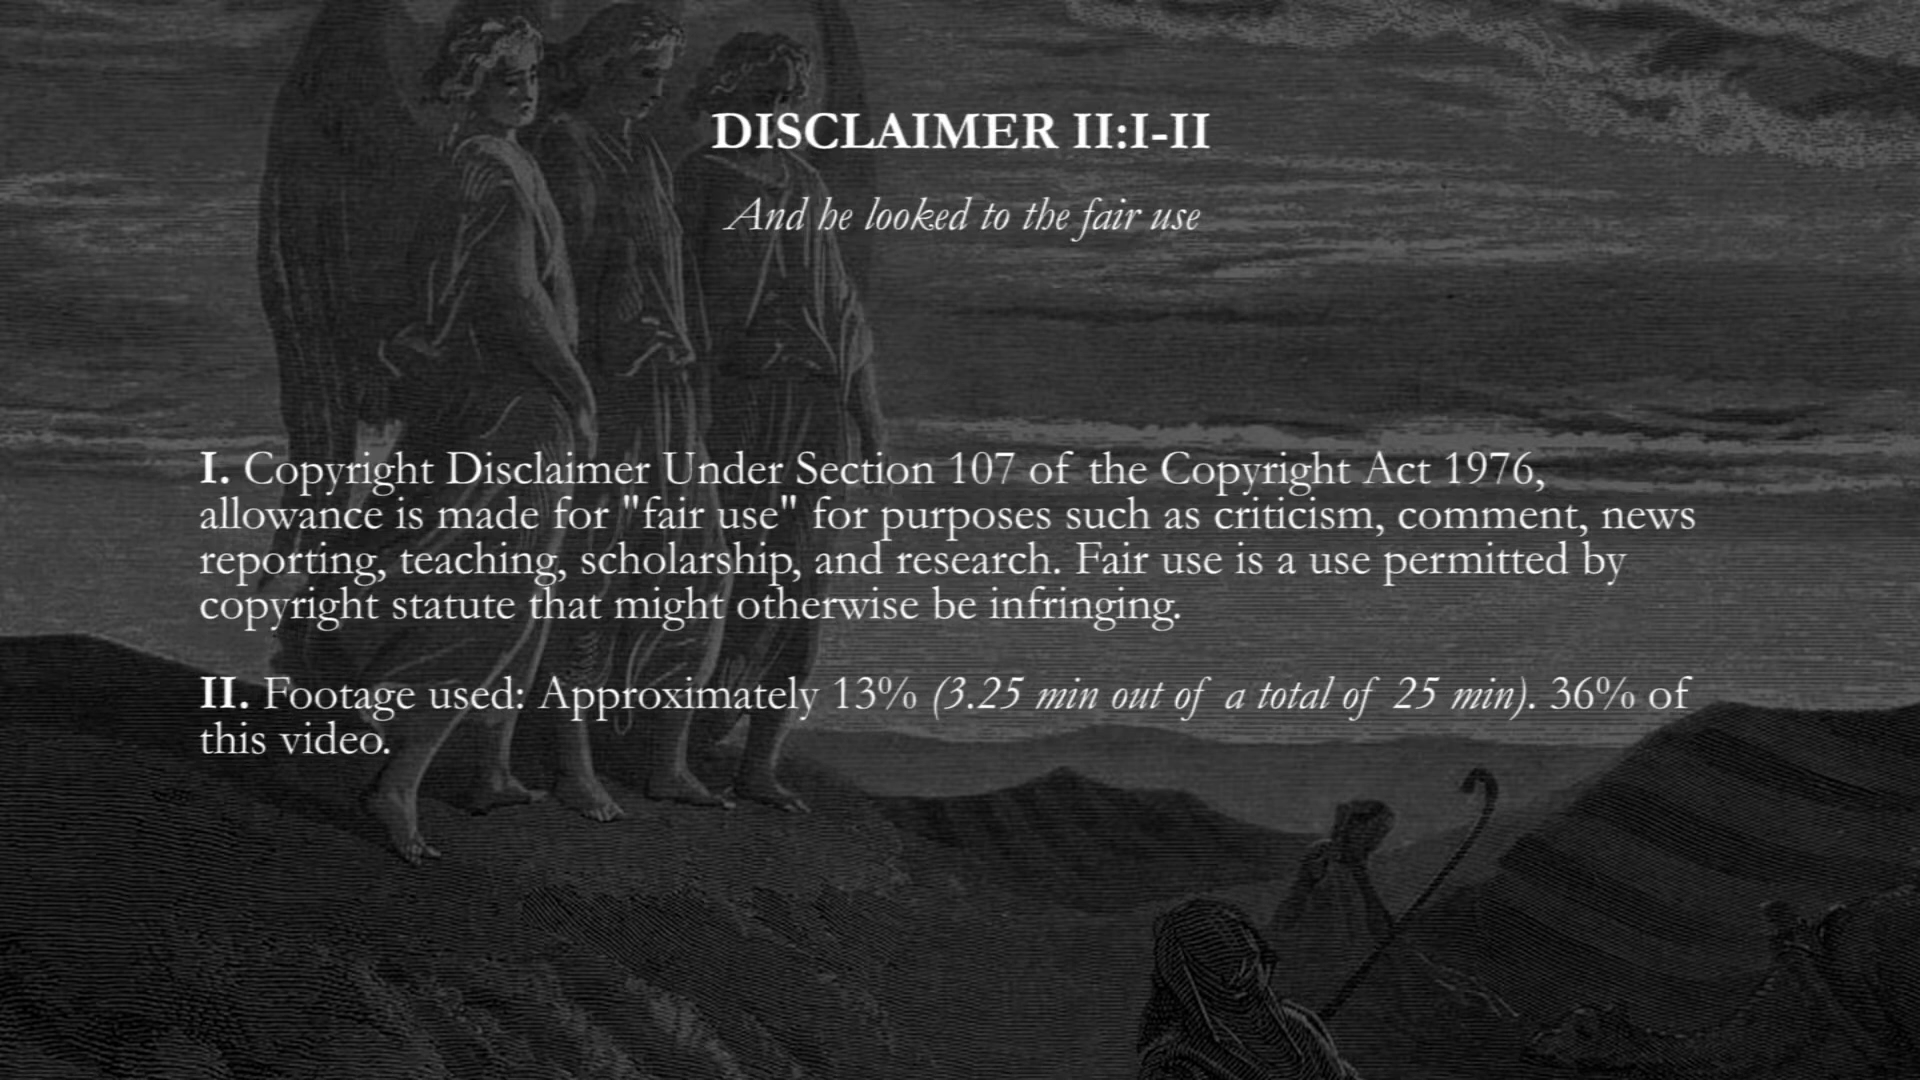 DISCLAIMER II:I-II
And he looked to the fair use
I. Copyright Disclaimer Under Section 107 of the Copyright Act 1976,
allowance is made for "fair use" for purposes such as criticism, comment, news
reporting, teaching, scholarship, and research. Fair use is a use permitted by
copyright statute that might otherwise be infringing.
II. Footage used: Approximately 13% (3.25 min out of a total of 25 min). 36% of
this video.